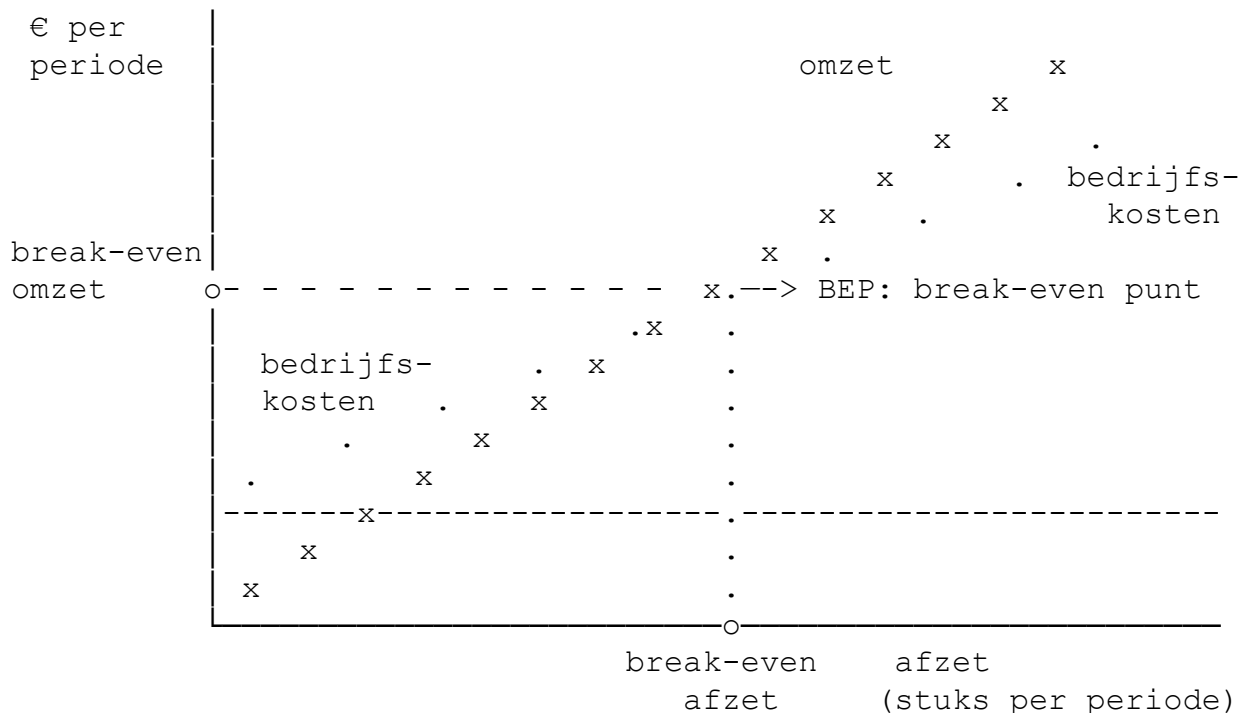 € per
periode
omzet
bedrijfs-
kosten
break-even
omzet
BEP: break-even punt
bedrijfs-
kosten
break-even afzet
afzet (stuks per periode)